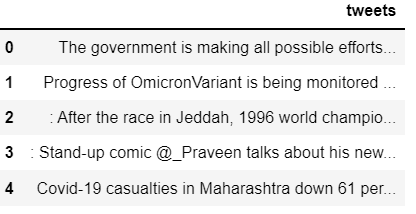 tweets
0 The government is making all possible efforts...
1 Progress of OmicronVariant is being monitored ...
2 : After the race in Jeddah, 1996 world champio...
3 : Stand-up comic @_Praveen talks about his new...
4 Covid-19 casualties in Maharashtra down 61 per...